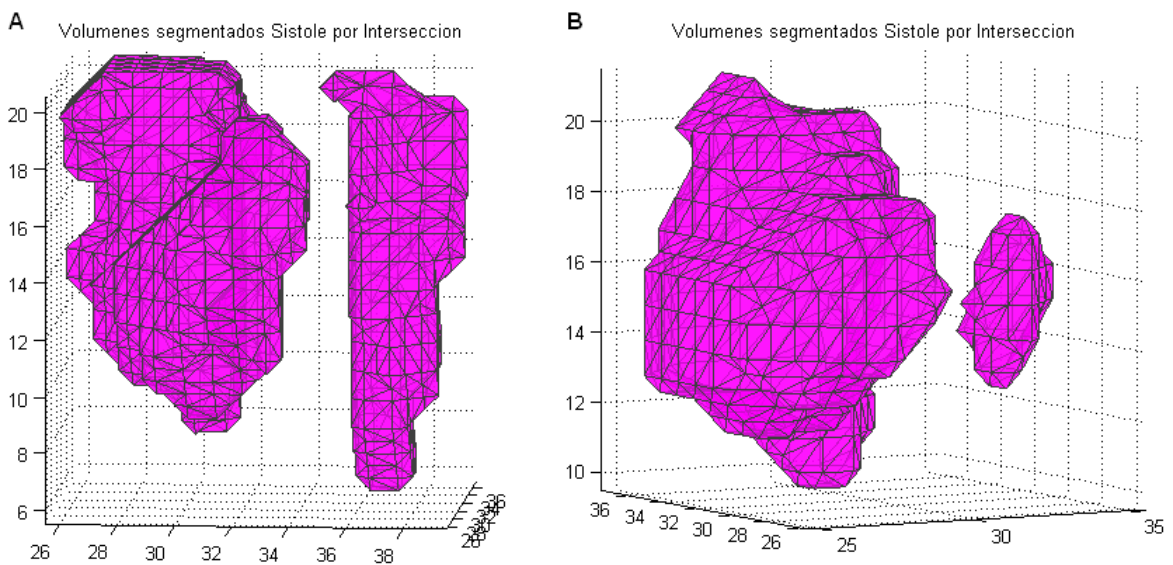 A
Volumenes segmentados Sistole por Interseccion
20
18
16
14
12
10
8
6
26 28 30 32 34 36 38
36
B
Volumenes segmentados Sistole por Interseccion
20
18
16
14
12
10
36 34 32 30 28 26
25 30 35